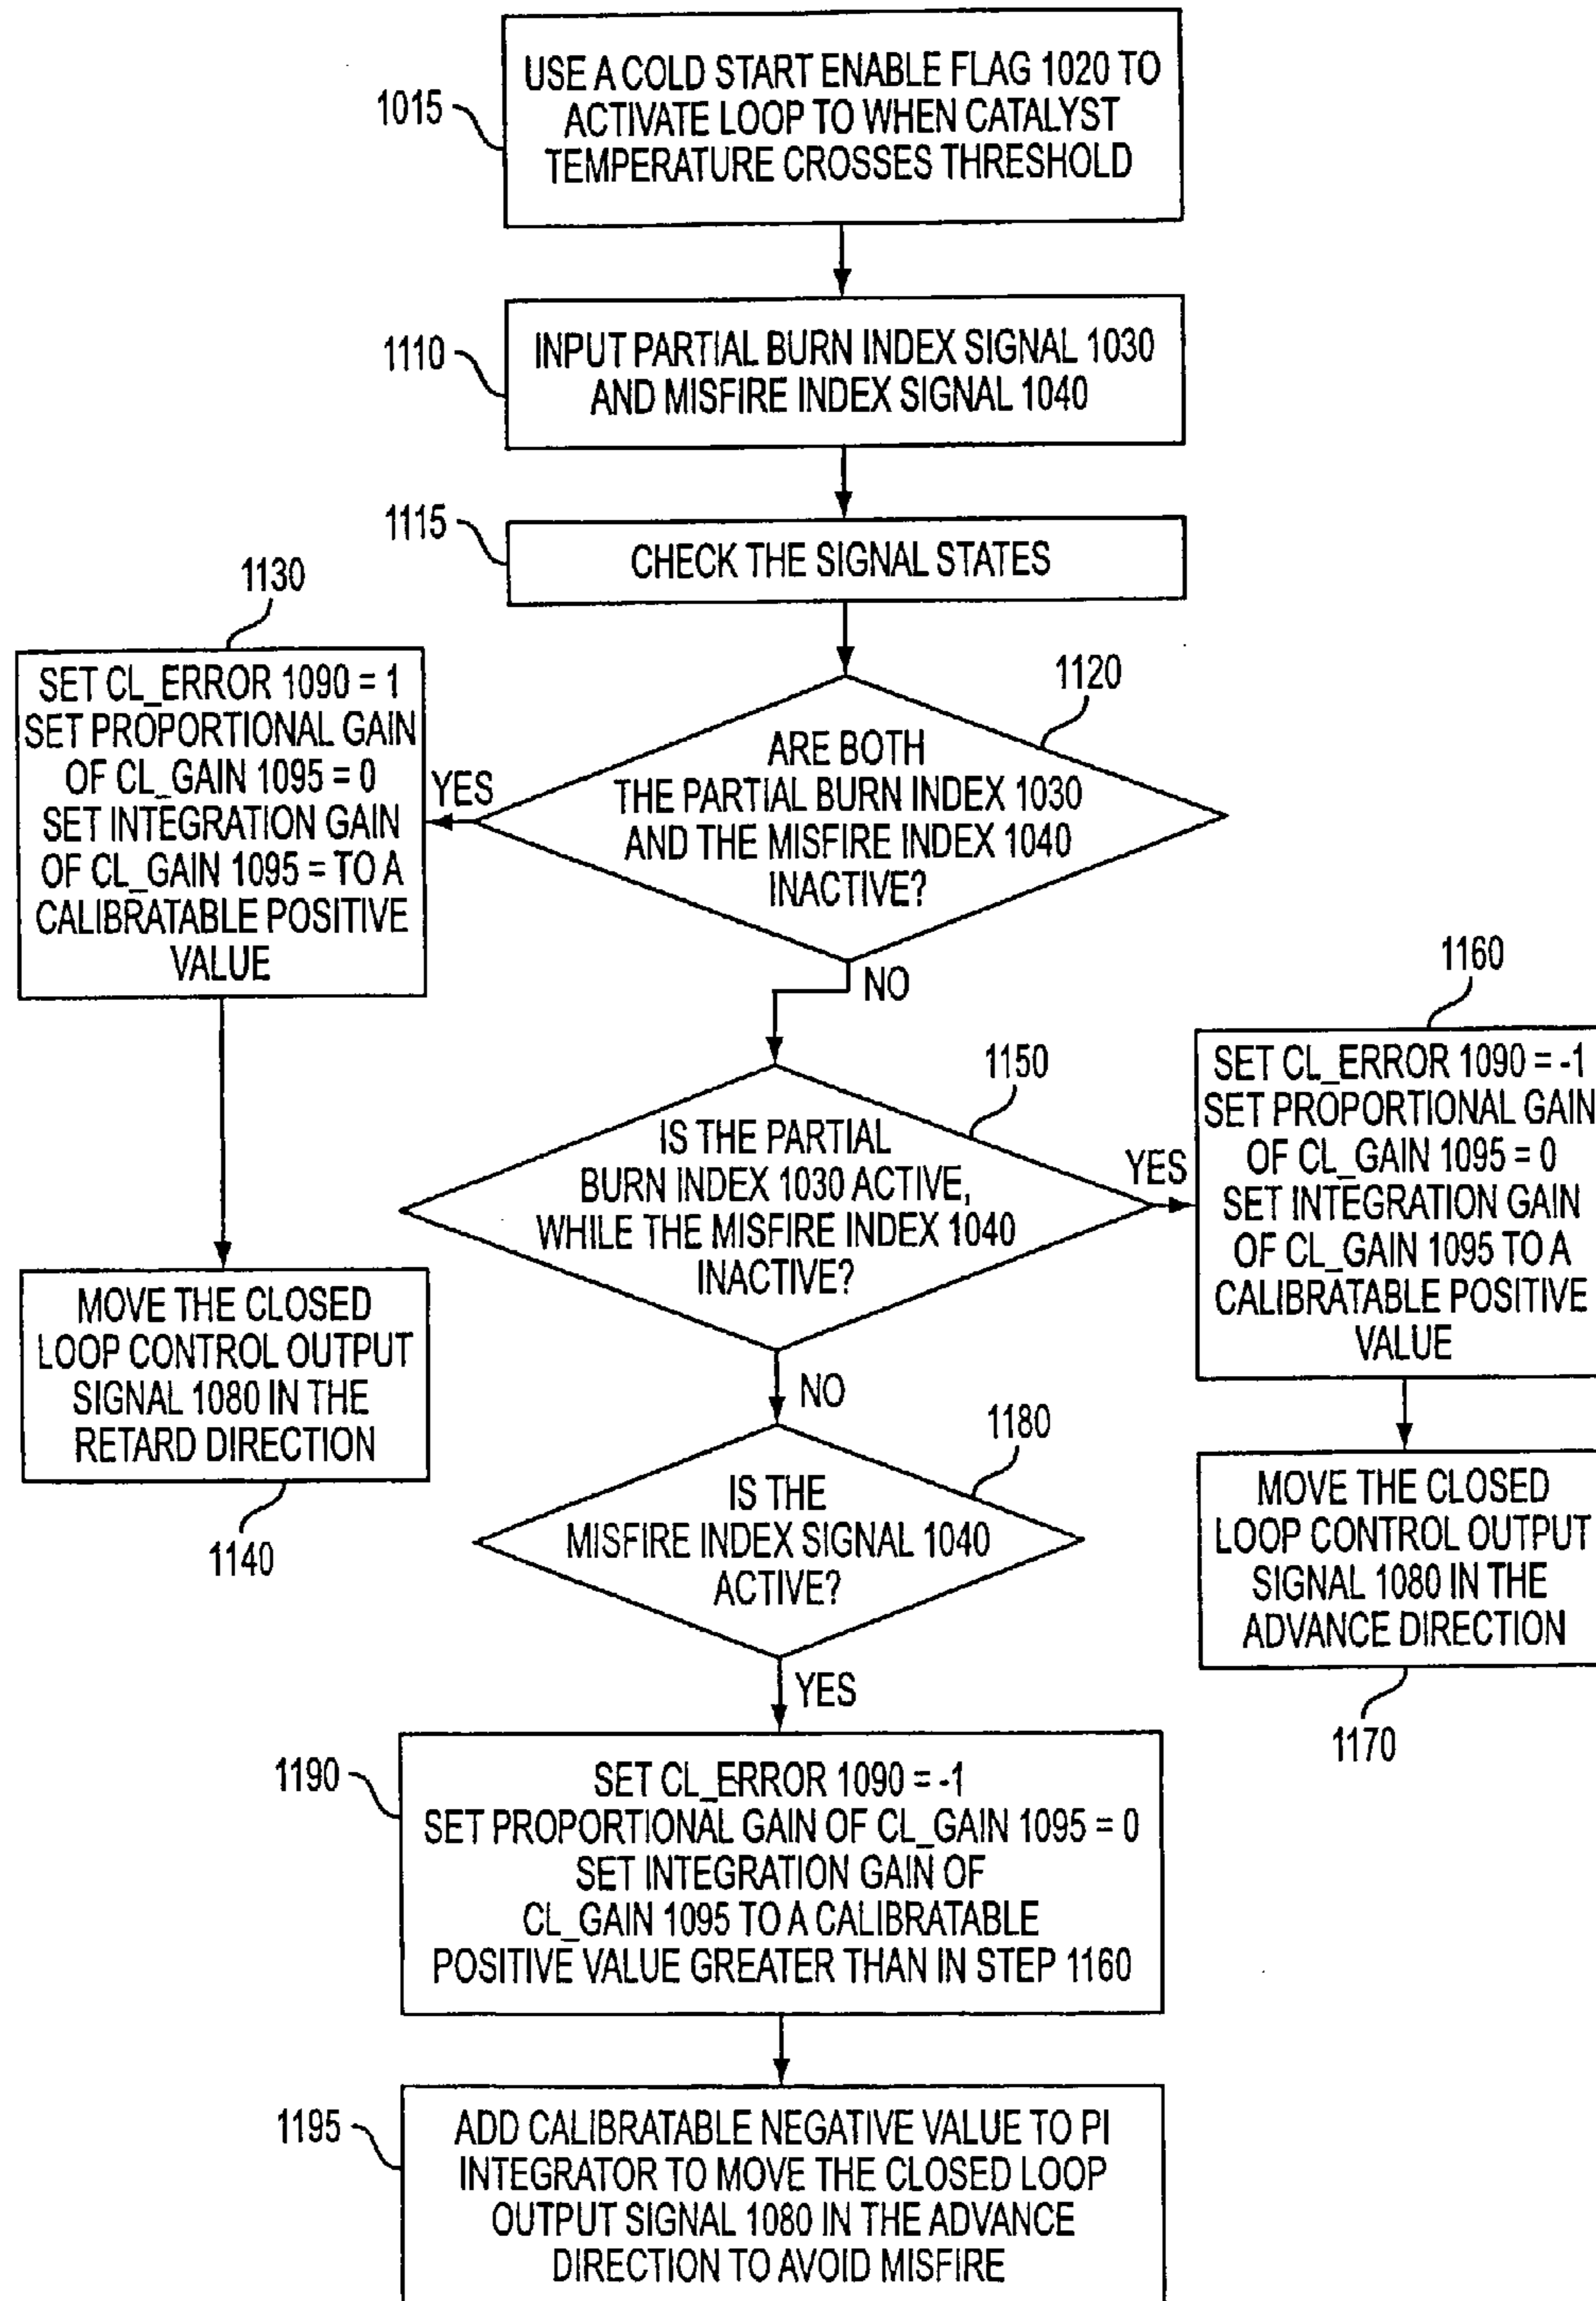 1015
USE A COLD START ENABLE FLAG 1020 TO
ACTIVATE LOOP TO WHEN CATALYST
TEMPERATURE CROSSES THRESHOLD
1110
INPUT PARTIAL BURN INDEX SIGNAL 1030
AND MISFIRE INDEX SIGNAL 1040
1115
CHECK THE SIGNAL STATES
1120
ARE BOTH
THE PARTIAL BURN INDEX 1030
AND THE MISFIRE INDEX 1040
INACTIVE?
YES
1130
SET CL_ERROR 1090 = 1
SET PROPORTIONAL GAIN
OF CL_GAIN 1095 = 0
SET INTEGRATION GAIN
OF CL_GAIN 1095 = TO A
CALIBRATABLE POSITIVE
VALUE
MOVE THE CLOSED
LOOP CONTROL OUTPUT
SIGNAL 1080 IN THE
RETARD DIRECTION
1140
NO
1150
IS THE PARTIAL
BURN INDEX 1030 ACTIVE,
WHILE THE MISFIRE INDEX 1040
INACTIVE?
YES
1160
SET CL_ERROR 1090 = -1
SET PROPORTIONAL GAIN
OF CL_GAIN 1095 = 0
SET INTEGRATION GAIN
OF CL_GAIN 1095 TO A
CALIBRATABLE POSITIVE
VALUE
MOVE THE CLOSED
LOOP CONTROL OUTPUT
SIGNAL 1080 IN THE
ADVANCE DIRECTION
1170
NO
1180
IS THE
MISFIRE INDEX SIGNAL 1040
ACTIVE?
YES
1190
SET CL_ERROR 1090 = -1
SET PROPORTIONAL GAIN OF CL_GAIN 1095 = 0
SET INTEGRATION GAIN OF
CL_GAIN 1095 TO A CALIBRATABLE
POSITIVE VALUE GREATER THAN IN STEP 1160
1195
ADD CALIBRATABLE NEGATIVE VALUE TO PI
INTEGRATOR TO MOVE THE CLOSED LOOP
OUTPUT SIGNAL 1080 IN THE ADVANCE
DIRECTION TO AVOID MISFIRE